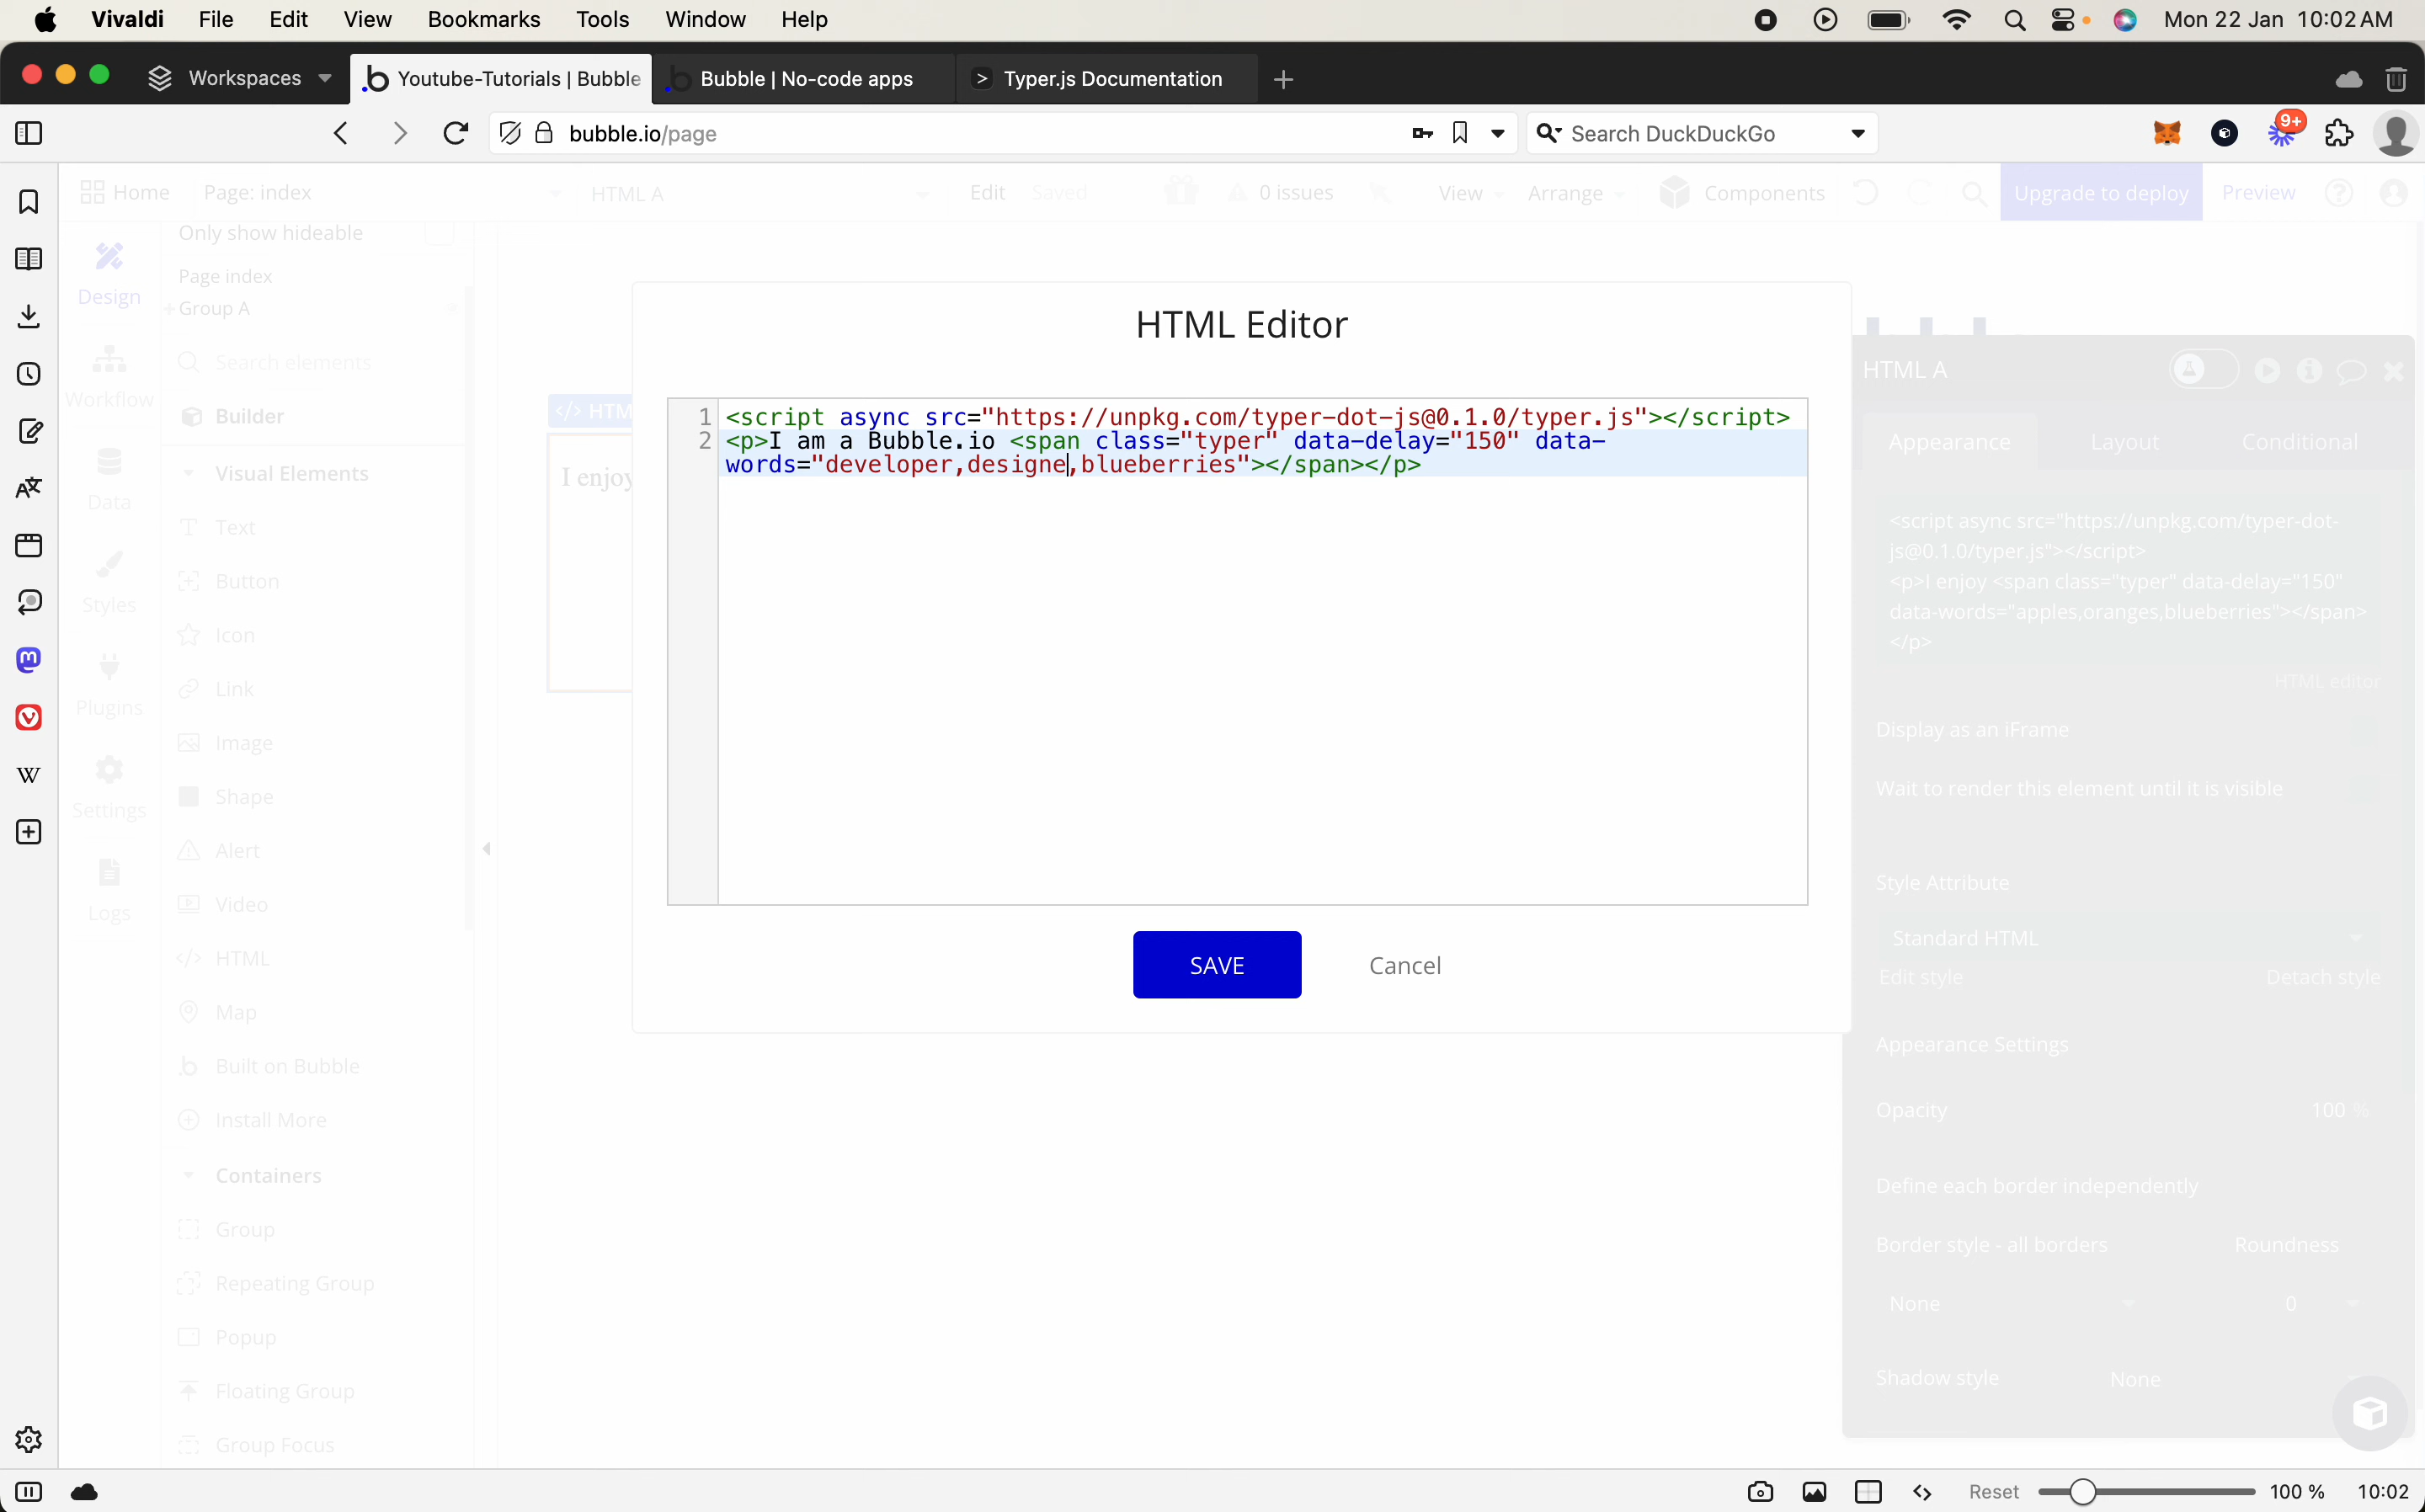 Vivaldi File Edit View Bookmarks Tools Window Help Mon 22 Jan 10:02 AM
Workspaces Youtube-Tutorials | Bubble Bubble | No-code apps Typer.js Documentation
bubble.io/page Search DuckDuckGo 9+
Home Page: index HTML A Edit Saved 0 issues View Arrange Components Upgrade to deploy Preview
Only show hideable
Page index
Group A
Search elements
Design
Workflow
Data
Styles
Plugins
Settings
Logs
Builder
Visual Elements
Text
Button
Icon
Link
Image
Shape
Alert
Video
HTML
Map
Built on Bubble
Install More
Containers
Group
Repeating Group
Popup
Floating Group
Group Focus
</> HTM
I enjoy
HTML Editor
1 <script async src="https://unpkg.com/typer-dot-js@0.1.0/typer.js"></script>
2 <p>I am a Bubble.io <span class="typer" data-delay="150" data-
words="developer,designe,blueberries"></span></p>
SAVE Cancel
HTML A
Appearance Layout Conditional
<script async src="https://unpkg.com/typer-dot-
js@0.1.0/typer.js"></script>
<p>I enjoy <span class="typer" data-delay="150"
data-words="apples,oranges,blueberries"></span>
</p>
HTML editor
Display as an iFrame
Wait to render this element until it is visible
Style Attribute
Standard HTML
Edit style Detach style
Appearance Settings
Opacity 100 %
Define each border independently
Border style - all borders Roundness
None 0
Shadow style None
Reset 100 % 10:02